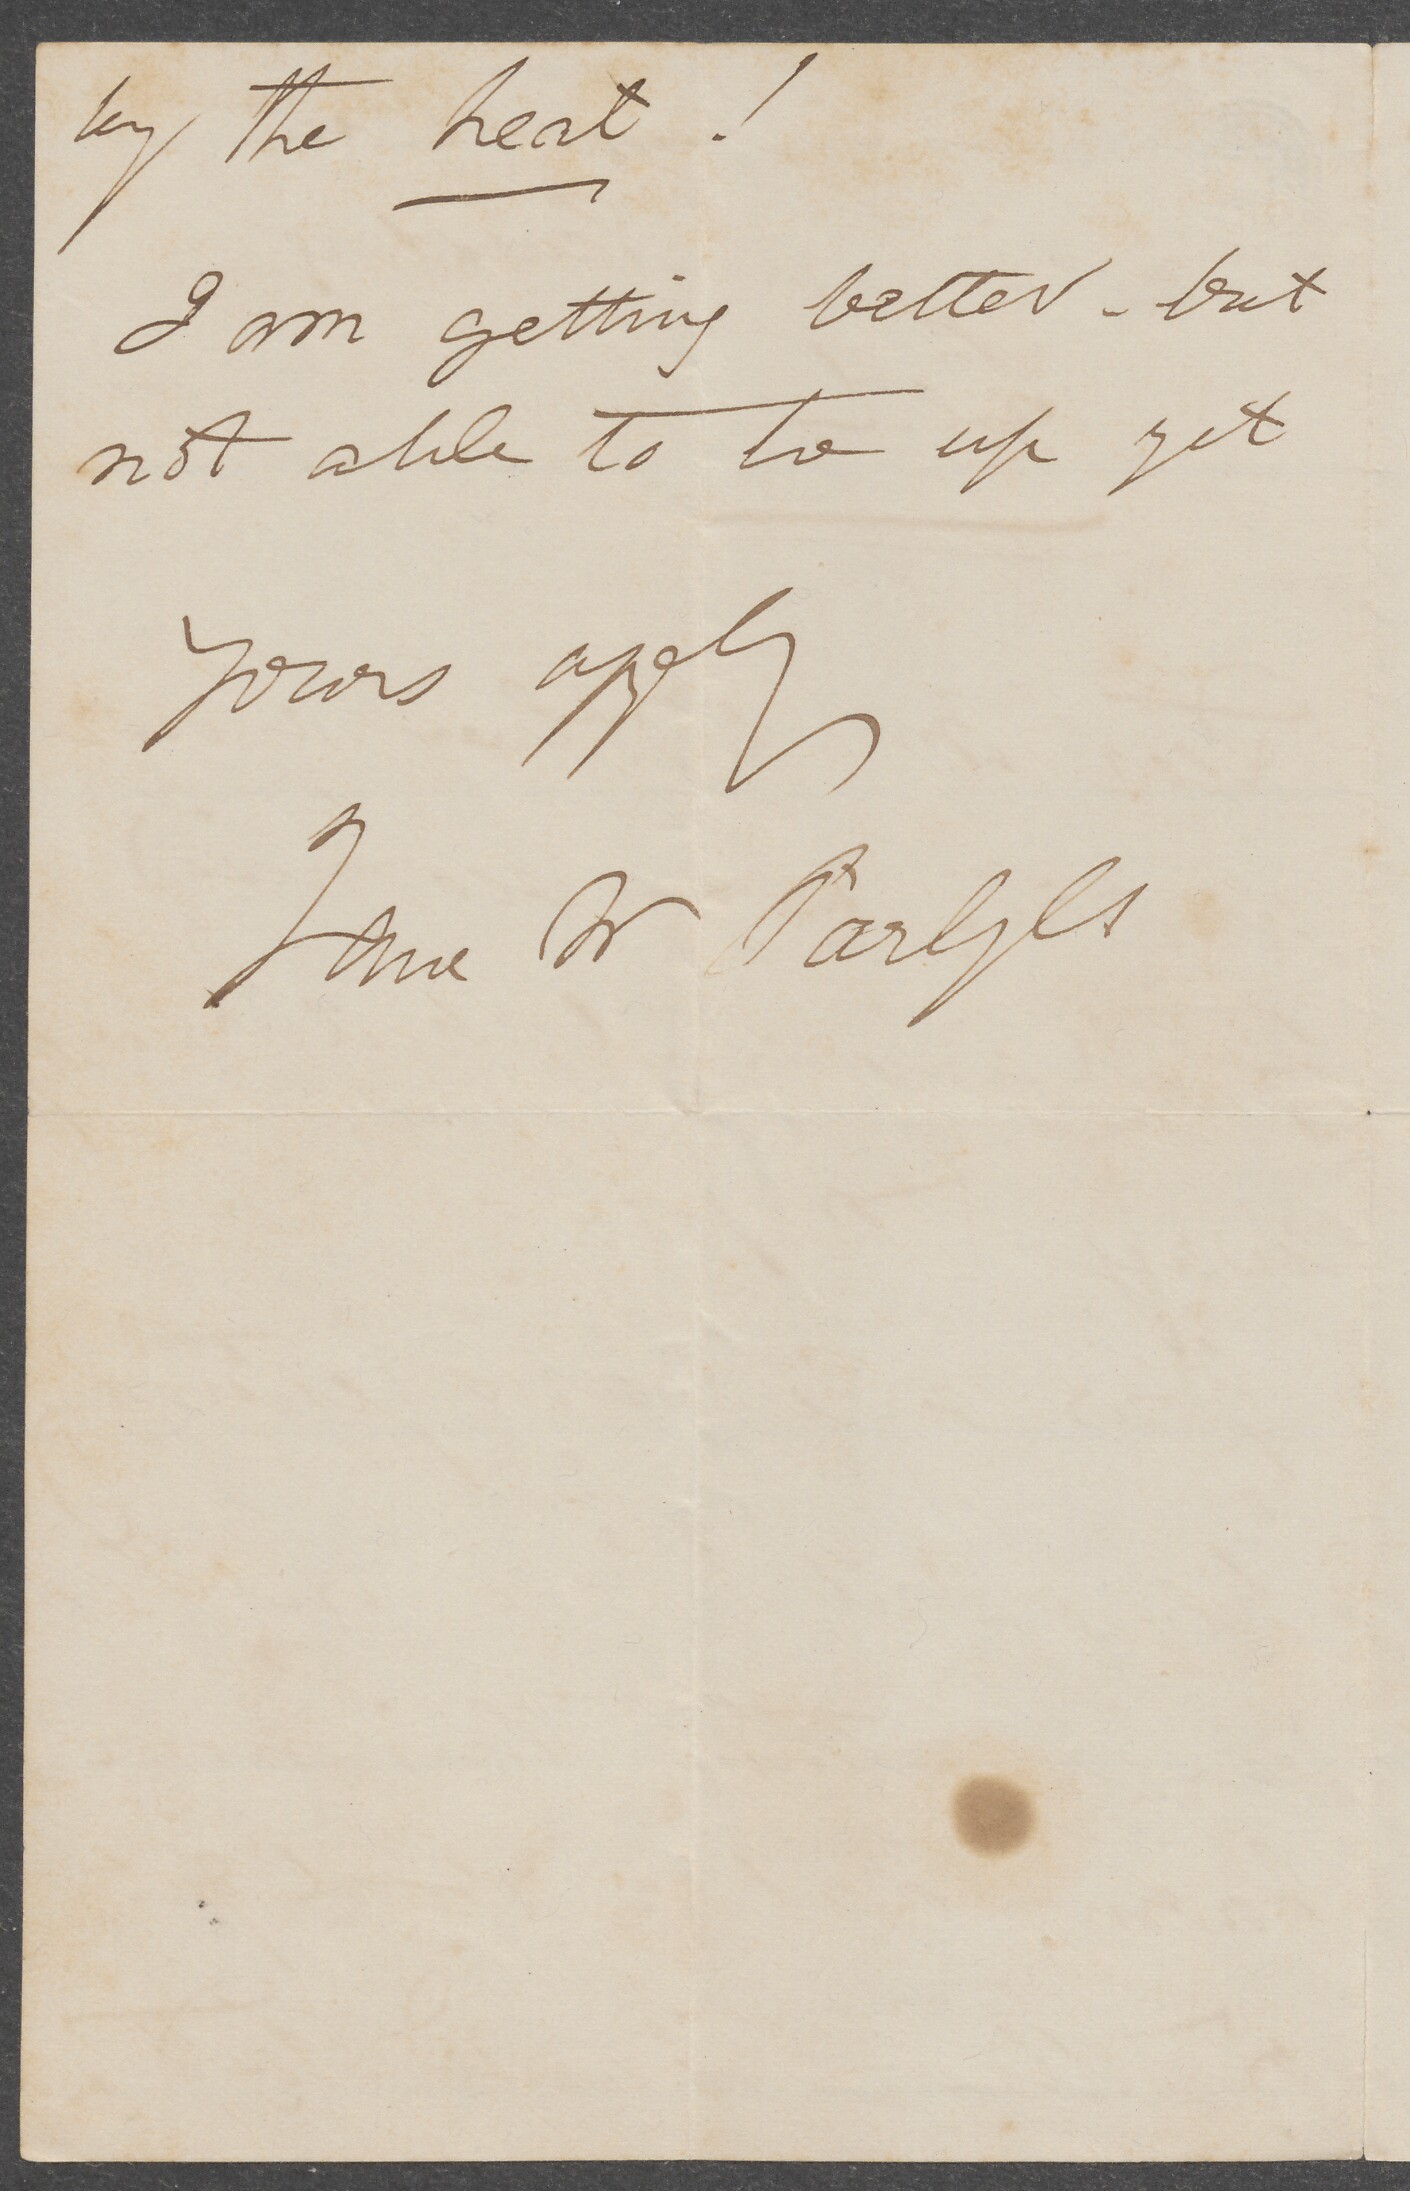 by the heat!
I am getting better - but
not able to be up yet
Yours affly
Jane W Carlyle